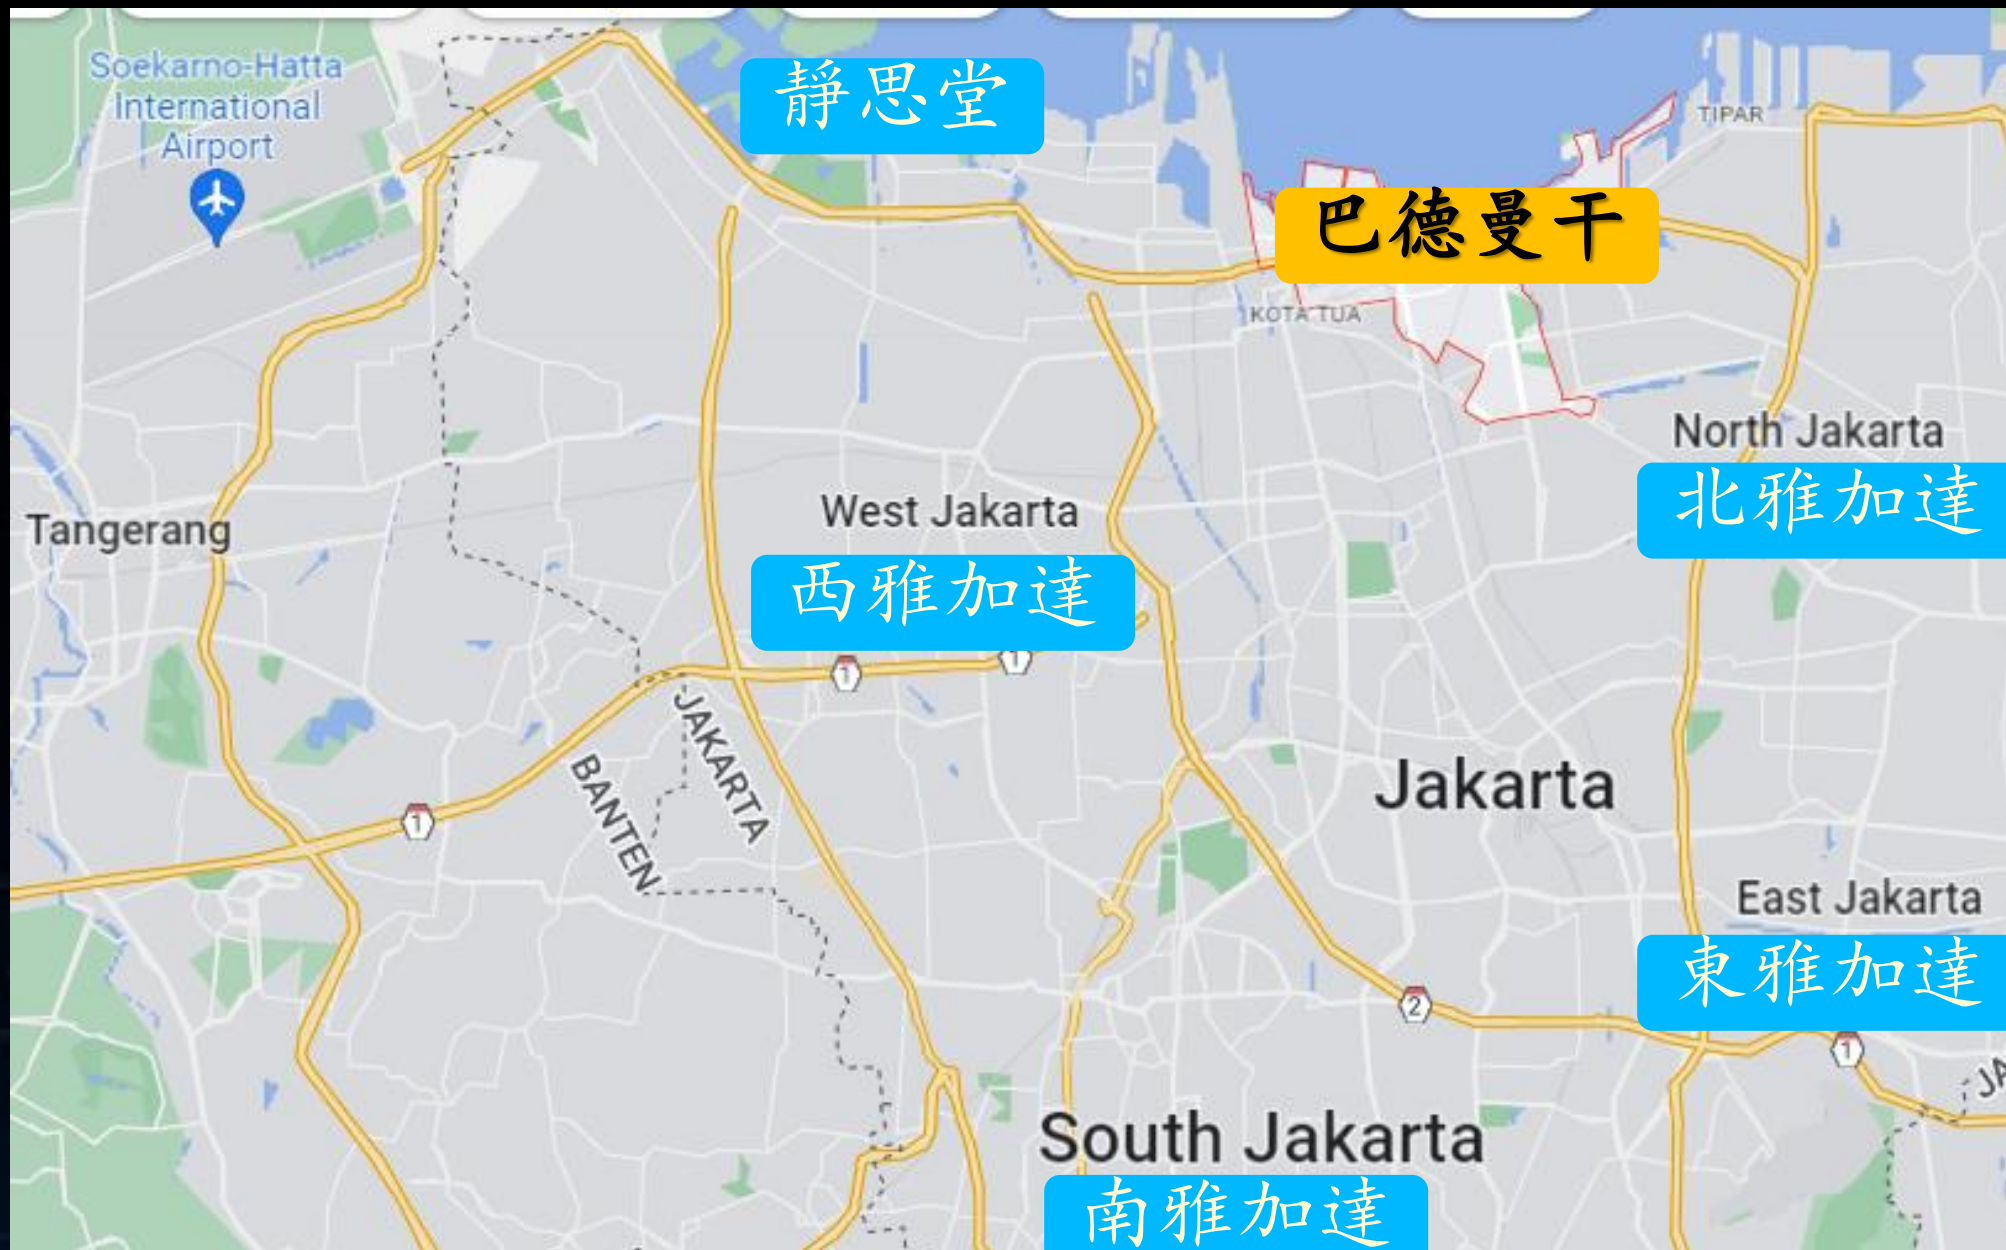 Soekarno-Hatta
International
Airport
靜思堂
TIPAR
巴德曼干
KOTA TUA
North Jakarta
北雅加達
West Jakarta
西雅加達
Tangerang
1
1
JAKARTA
BANTEN
1
Jakarta
East Jakarta
東雅加達
2
1
JA
South Jakarta
南雅加達